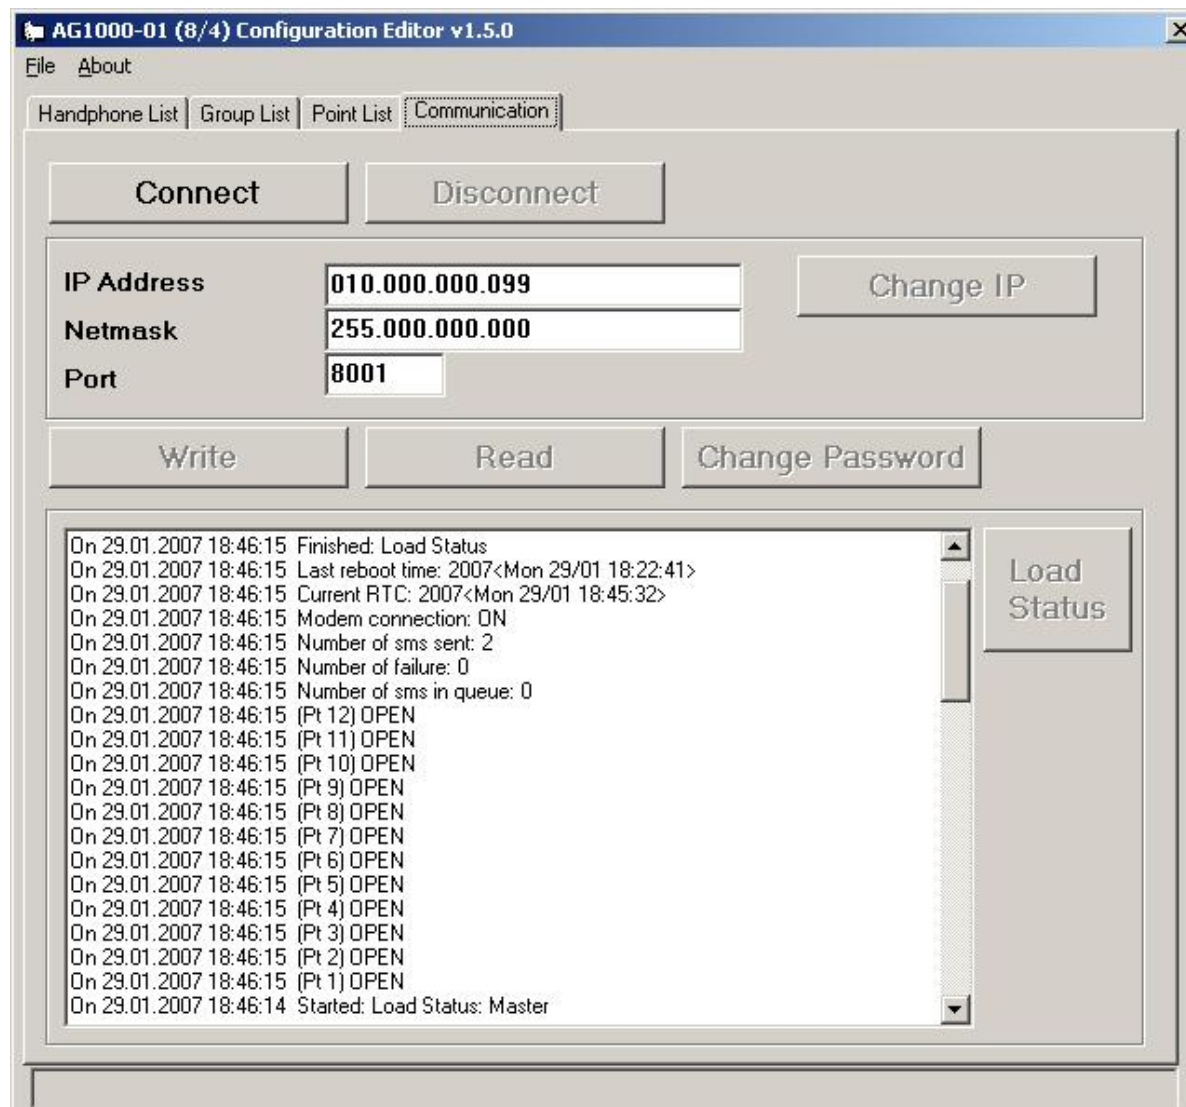 AG1000-01 (8/4) Configuration Editor v1.5.0
File About
Handphone List Group List Point List Communication
Connect Disconnect
IP Address 010.000.000.099 Change IP
Netmask 255.000.000.000
Port 8001
Write Read Change Password
On 29.01.2007 18:46:15 Finished: Load Status
On 29.01.2007 18:46:15 Last reboot time: 2007<Mon 29/01 18:22:41>
On 29.01.2007 18:46:15 Current RTC: 2007<Mon 29/01 18:45:32>
On 29.01.2007 18:46:15 Modem connection: ON
On 29.01.2007 18:46:15 Number of sms sent: 2
On 29.01.2007 18:46:15 Number of failure: 0
On 29.01.2007 18:46:15 Number of sms in queue: 0
On 29.01.2007 18:46:15 (Pt 12) OPEN
On 29.01.2007 18:46:15 (Pt 11) OPEN
On 29.01.2007 18:46:15 (Pt 10) OPEN
On 29.01.2007 18:46:15 (Pt 9) OPEN
On 29.01.2007 18:46:15 (Pt 8) OPEN
On 29.01.2007 18:46:15 (Pt 7) OPEN
On 29.01.2007 18:46:15 (Pt 6) OPEN
On 29.01.2007 18:46:15 (Pt 5) OPEN
On 29.01.2007 18:46:15 (Pt 4) OPEN
On 29.01.2007 18:46:15 (Pt 3) OPEN
On 29.01.2007 18:46:15 (Pt 2) OPEN
On 29.01.2007 18:46:15 (Pt 1) OPEN
On 29.01.2007 18:46:14 Started: Load Status: Master
Load
Status